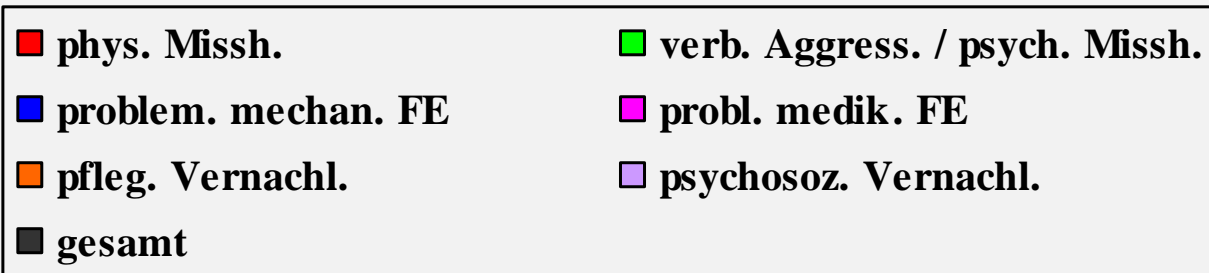 phys. Missh. verb. Aggress. / psych. Missh.
problem. mechan. FE probl. medik. FE
pfleg. Vernachl. psychosoz. Vernachl.
gesamt